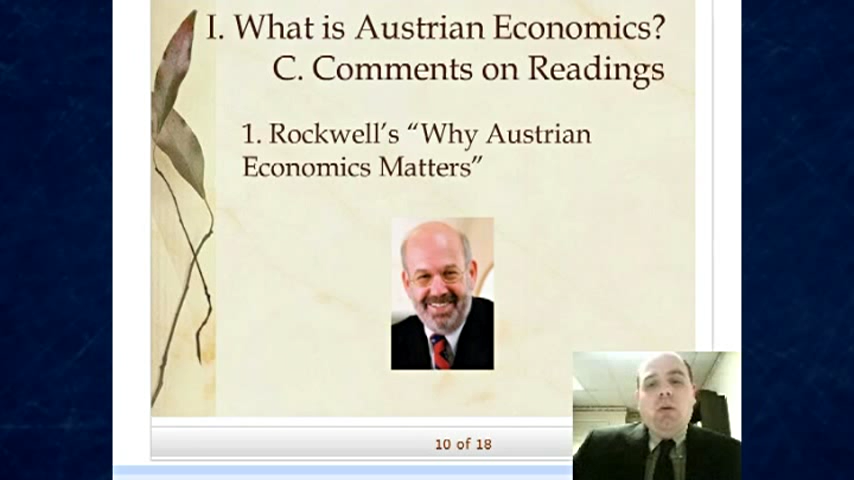 I. What is Austrian Economics?
C. Comments on Readings
1. Rockwell’s “Why Austrian
Economics Matters”
10 of 18